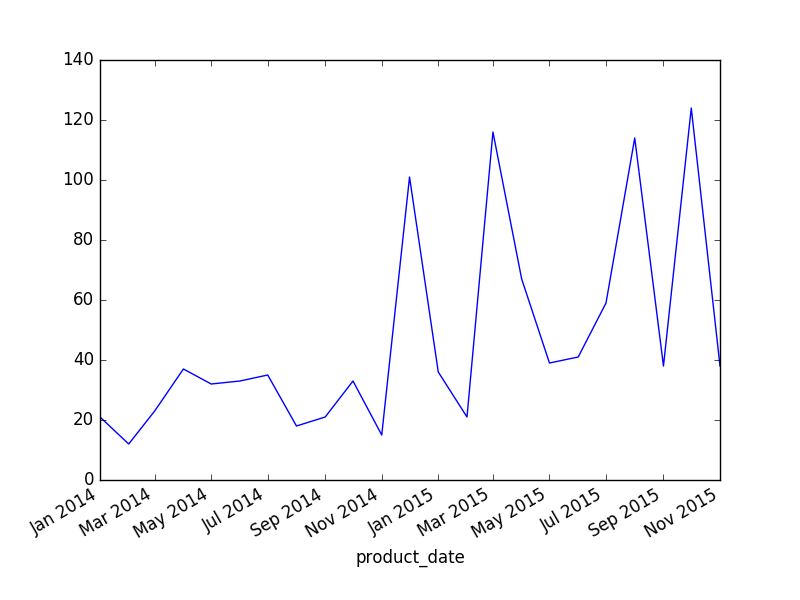 140
120
100
80
60
40
20
0
Jan 2014
Mar 2014
May 2014
Jul 2014
Sep 2014
Nov 2014
Jan 2015
Mar 2015
May 2015
Jul 2015
Sep 2015
Nov 2015
product_date